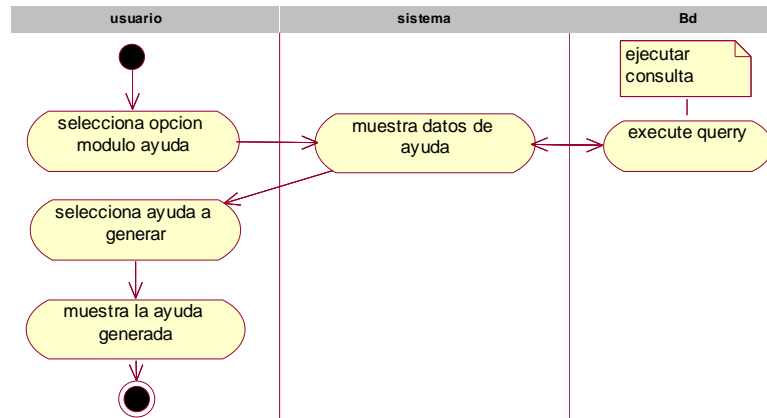 usuario
sistema
Bd
ejecutar
consulta
selecciona opcion
modulo ayuda
muestra datos de
ayuda
execute querry
selecciona ayuda a
generar
muestra la ayuda
generada